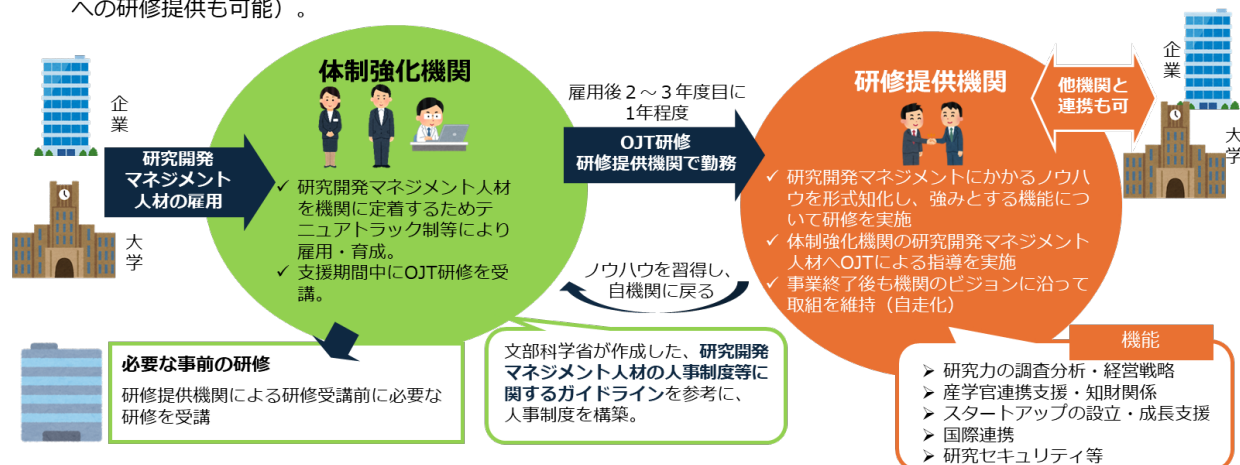 への研修提供も可能）。
企業
大学
研究開発
マネジメント
人材の雇用
体制強化機関
✓ 研究開発マネジメント人材
を機関に定着するためテ
ニュアトラック制等により
雇用・育成。
✓ 支援期間中にOJT研修を受
講。
雇用後２～３年度目に
1年程度
OJT研修
研修提供機関で勤務
ノウハウを習得し、
自機関に戻る
研修提供機関
✓ 研究開発マネジメントにかかるノウハ
ウを形式知化し、強みとする機能につ
いて研修を実施
✓ 体制強化機関の研究開発マネジメント
人材へOJTによる指導を実施
✓ 事業終了後も機関のビジョンに沿って
取組を維持（自走化）
他機関と
連携も可
企業
大学
必要な事前の研修
研修提供機関による研修受講前に必要な
研修を受講
文部科学省が作成した、研究開発
マネジメント人材の人事制度等に
関するガイドラインを参考に、
人事制度を構築。
機能
➢ 研究力の調査分析・経営戦略
➢ 産学官連携支援・知財関係
➢ スタートアップの設立・成長支援
➢ 国際連携
➢ 研究セキュリティ等